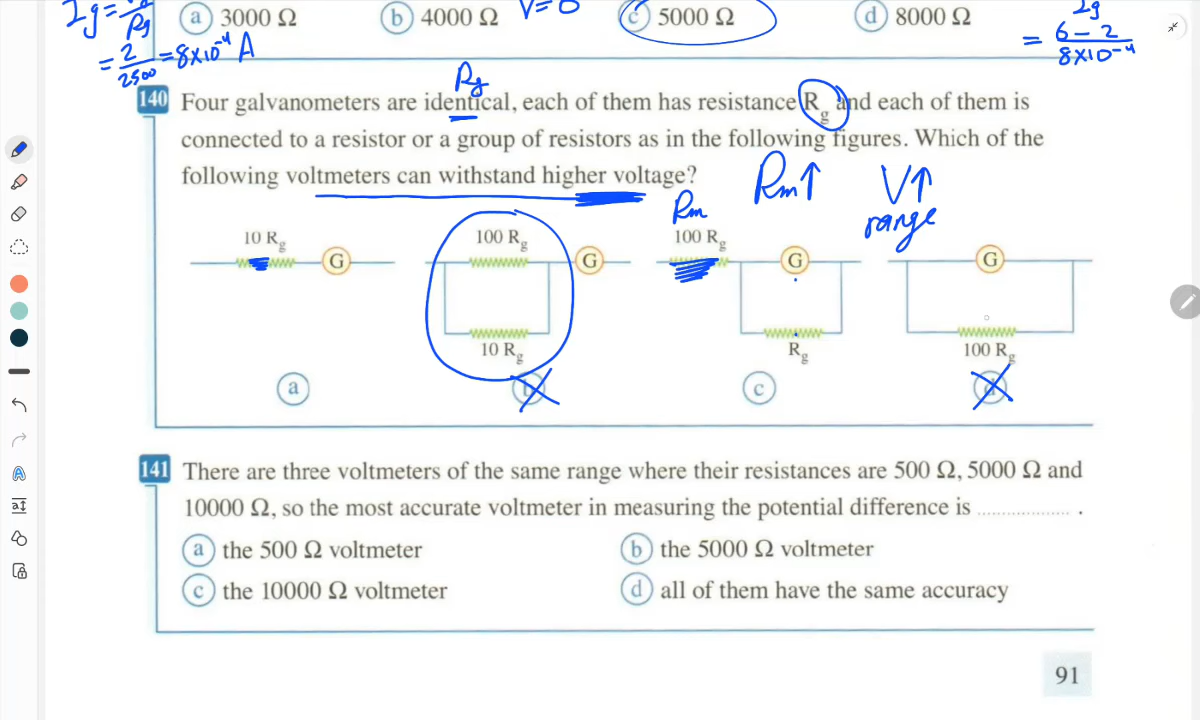 Ig = Rg
a 3000 Ω b 4000 Ω V= c 5000 Ω d 8000 Ω Ig
= 2/2500 = 8x10⁻⁴ A
= 6 - 2 / 8x10⁻⁴
Rg
140 Four galvanometers are identical, each of them has resistance Rg and each of them is
connected to a resistor or a group of resistors as in the following figures. Which of the
following voltmeters can withstand higher voltage?
Rm↑ V↑
range
Rm
10 Rg 100 Rg 100 Rg
G G G G
10 Rg Rg 100 Rg
a b c d
141 There are three voltmeters of the same range where their resistances are 500 Ω, 5000 Ω and
10000 Ω, so the most accurate voltmeter in measuring the potential difference is .................. .
a the 500 Ω voltmeter b the 5000 Ω voltmeter
c the 10000 Ω voltmeter d all of them have the same accuracy
91